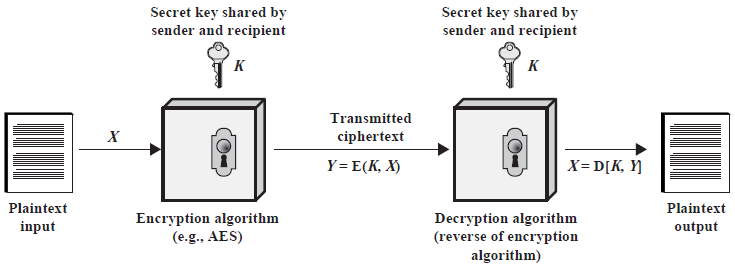 Secret key shared by
sender and recipient
K
Secret key shared by
sender and recipient
K
X
Transmitted
ciphertext
Y = E(K, X)
X = D[K, Y]
Plaintext
input
Encryption algorithm
(e.g., AES)
Decryption algorithm
(reverse of encryption
algorithm)
Plaintext
output